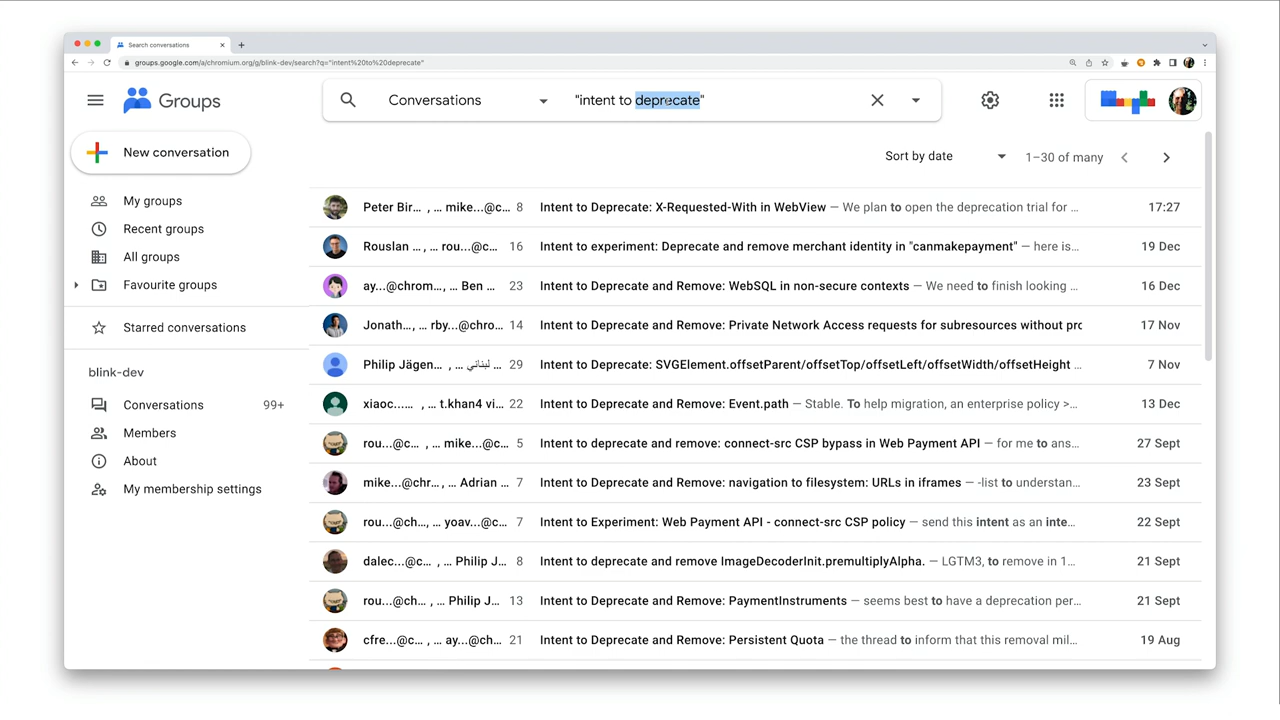 Search conversations
groups.google.com/a/chromium.org/g/blink-dev/search?q="intent%20to%20deprecate"
Groups
Conversations
"intent to deprecate"
New conversation
Sort by date
1–30 of many
My groups
Recent groups
All groups
Favourite groups
Starred conversations
blink-dev
Conversations 99+
Members
About
My membership settings
Peter Bir… , … mike...@c… 8 Intent to Deprecate: X-Requested-With in WebView — We plan to open the deprecation trial for … 17:27
Rouslan … , … rou...@c… 16 Intent to experiment: Deprecate and remove merchant identity in "canmakepayment" — here is… 19 Dec
ay...@chrom… , … Ben … 23 Intent to Deprecate and Remove: WebSQL in non-secure contexts — We need to finish looking … 16 Dec
Jonath… , … rby...@chro… 14 Intent to Deprecate and Remove: Private Network Access requests for subresources without pro 17 Nov
Philip Jägen… , … لبناني … 29 Intent to Deprecate: SVGElement.offsetParent/offsetTop/offsetLeft/offsetWidth/offsetHeight … 7 Nov
xiaoc...… , … t.khan4 vi… 22 Intent to Deprecate and Remove: Event.path — Stable. To help migration, an enterprise policy >… 13 Dec
rou...@c… , … mike...@c… 5 Intent to deprecate and remove: connect-src CSP bypass in Web Payment API — for me to ans… 27 Sept
mike...@chr… , … Adrian … 7 Intent to Deprecate and Remove: navigation to filesystem: URLs in iframes — -list to understan… 23 Sept
rou...@ch… , … yoav...@c… 7 Intent to Experiment: Web Payment API - connect-src CSP policy — send this intent as an inte… 22 Sept
dalec...@c… , … Philip J… 8 Intent to deprecate and remove ImageDecoderInit.premultiplyAlpha. — LGTM3, to remove in 1… 21 Sept
rou...@ch… , … Philip J… 13 Intent to Deprecate and Remove: PaymentInstruments — seems best to have a deprecation per… 21 Sept
cfre...@c… , … ay...@ch… 21 Intent to Deprecate and Remove: Persistent Quota — the thread to inform that this removal mil… 19 Aug